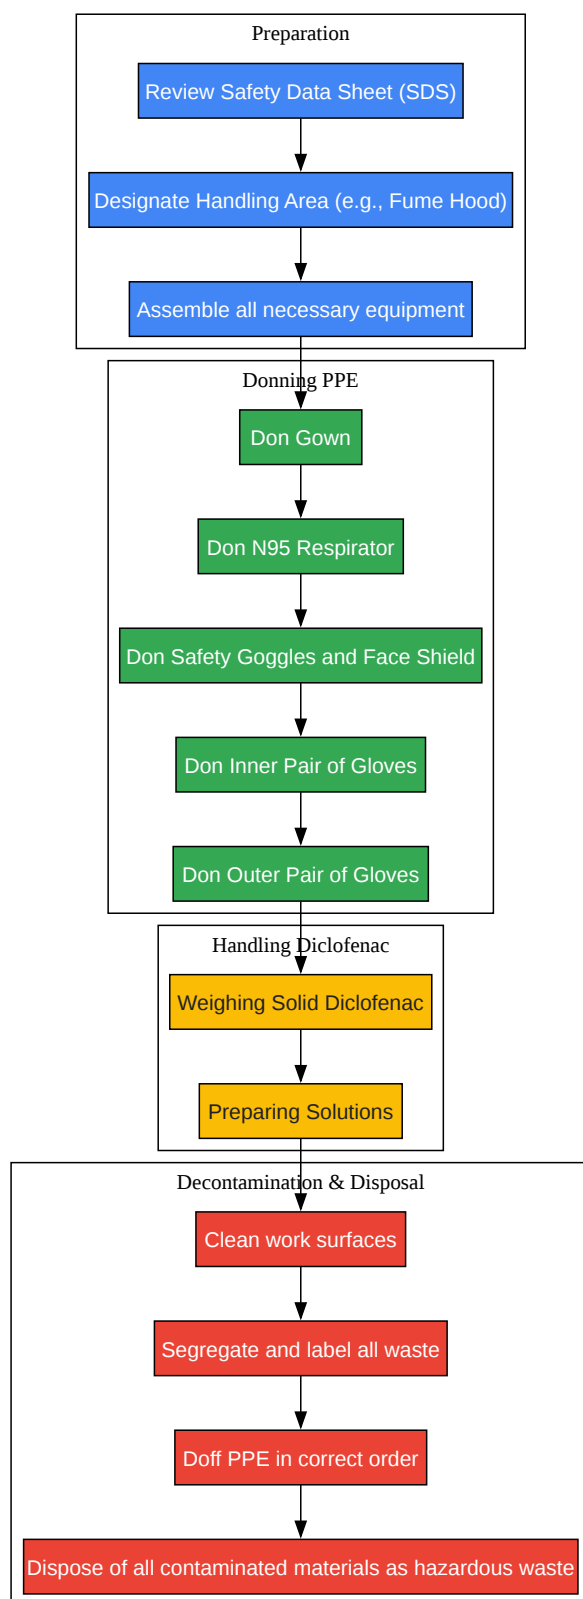 Preparation
Review Safety Data Sheet (SDS)
Designate Handling Area (e.g., Fume Hood)
Assemble all necessary equipment
Donning PPE
Don Gown
Don N95 Respirator
Don Safety Goggles and Face Shield
Don Inner Pair of Gloves
Don Outer Pair of Gloves
Handling Diclofenac
Weighing Solid Diclofenac
Preparing Solutions
Decontamination & Disposal
Clean work surfaces
Segregate and label all waste
Doff PPE in correct order
Dispose of all contaminated materials as hazardous waste